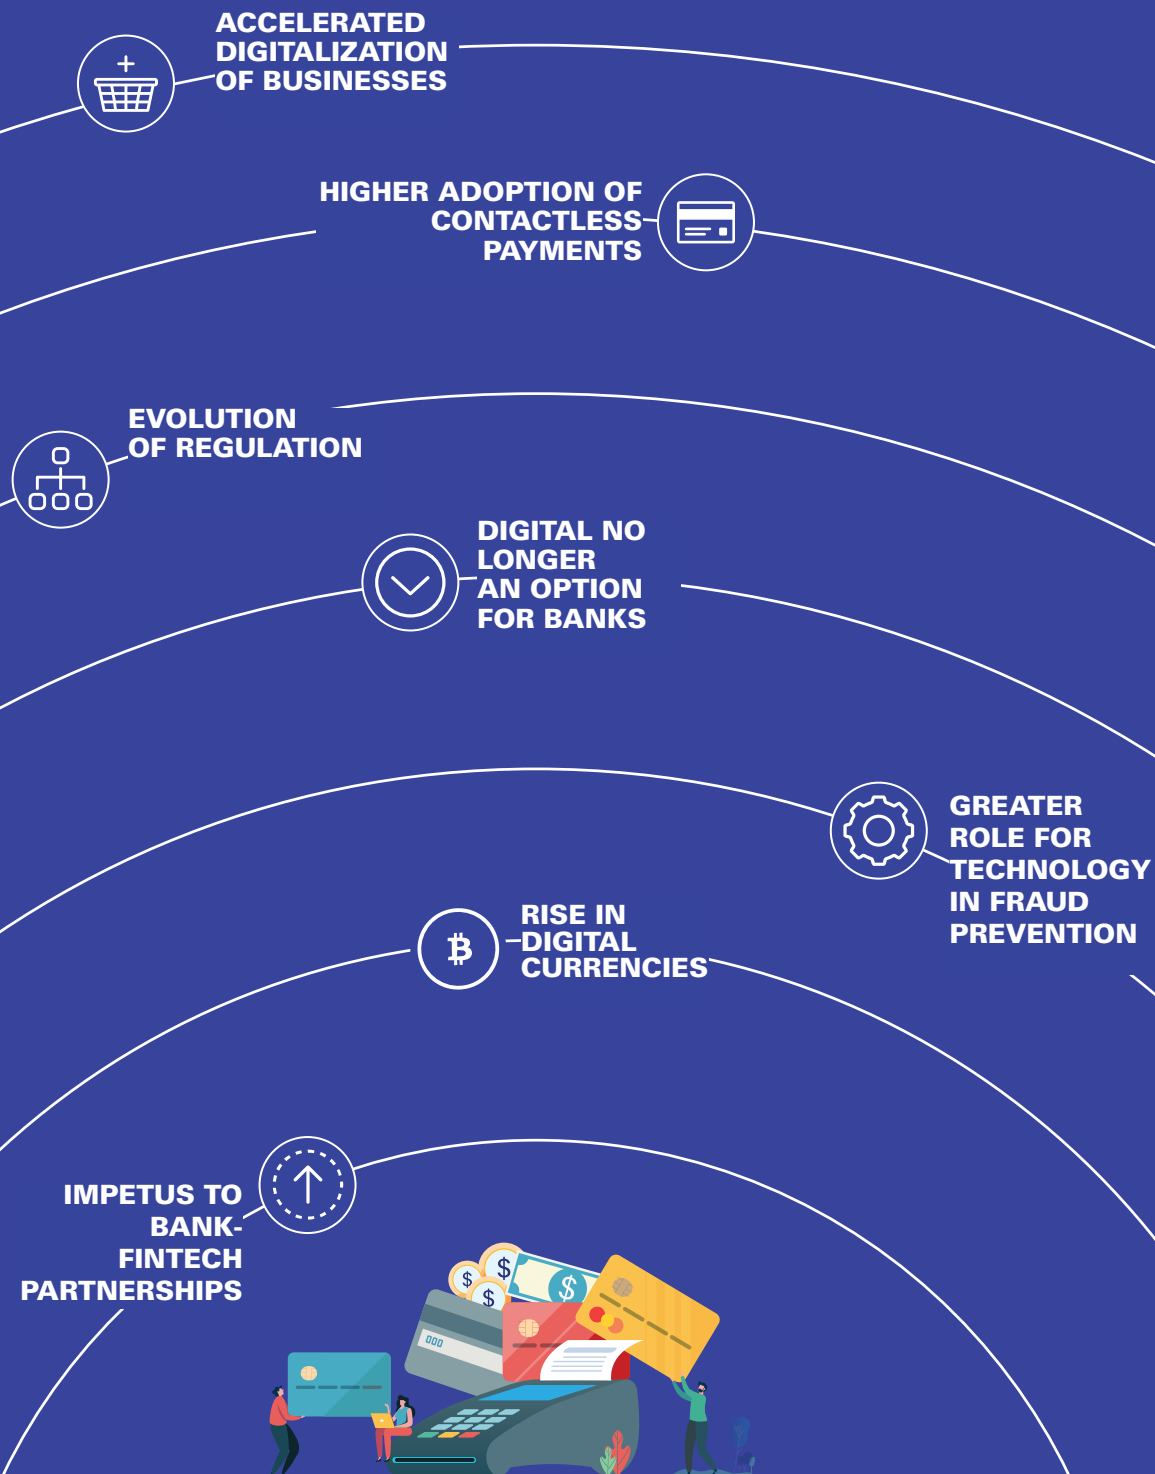 ACCELERATED
DIGITALIZATION
OF BUSINESSES
HIGHER ADOPTION OF
CONTACTLESS
PAYMENTS
EVOLUTION
OF REGULATION
DIGITAL NO
LONGER
AN OPTION
FOR BANKS
GREATER
ROLE FOR
TECHNOLOGY
IN FRAUD
PREVENTION
RISE IN
DIGITAL
CURRENCIES
IMPETUS TO
BANK-
FINTECH
PARTNERSHIPS
$
$
$
$
000